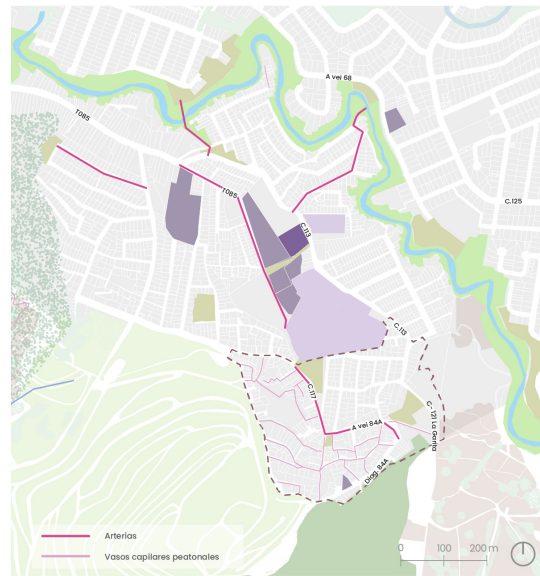 A vei 68
T085
T085
C.125
C.113
C.113
C.117
A vei 84A
C- 121 La Garita
Diag. 84A
Arterias
Vasos capilares peatonales
0 100 200 m